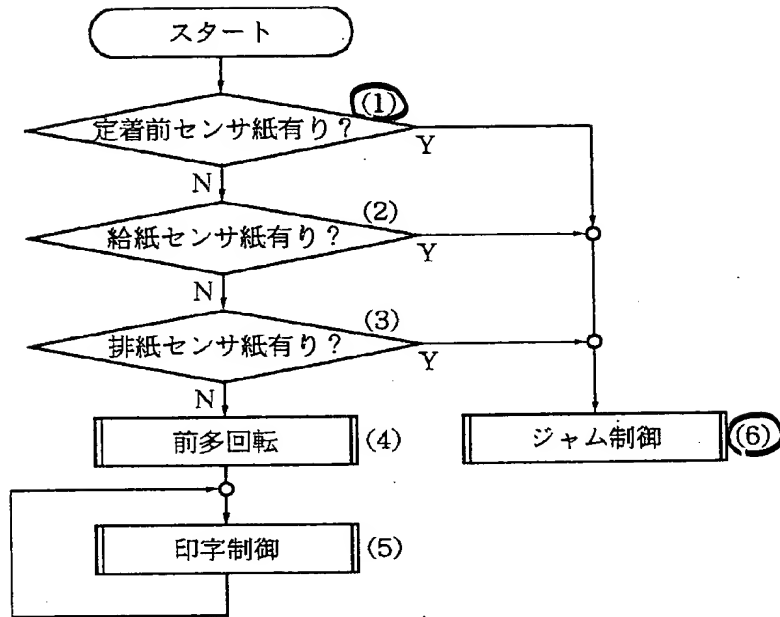 スタート
(1)
定着前センサ紙有り?
Y
N
(2)
給紙センサ紙有り?
Y
N
(3)
排紙センサ紙有り?
Y
N
前多回転 (4)
ジャム制御 (6)
印字制御 (5)